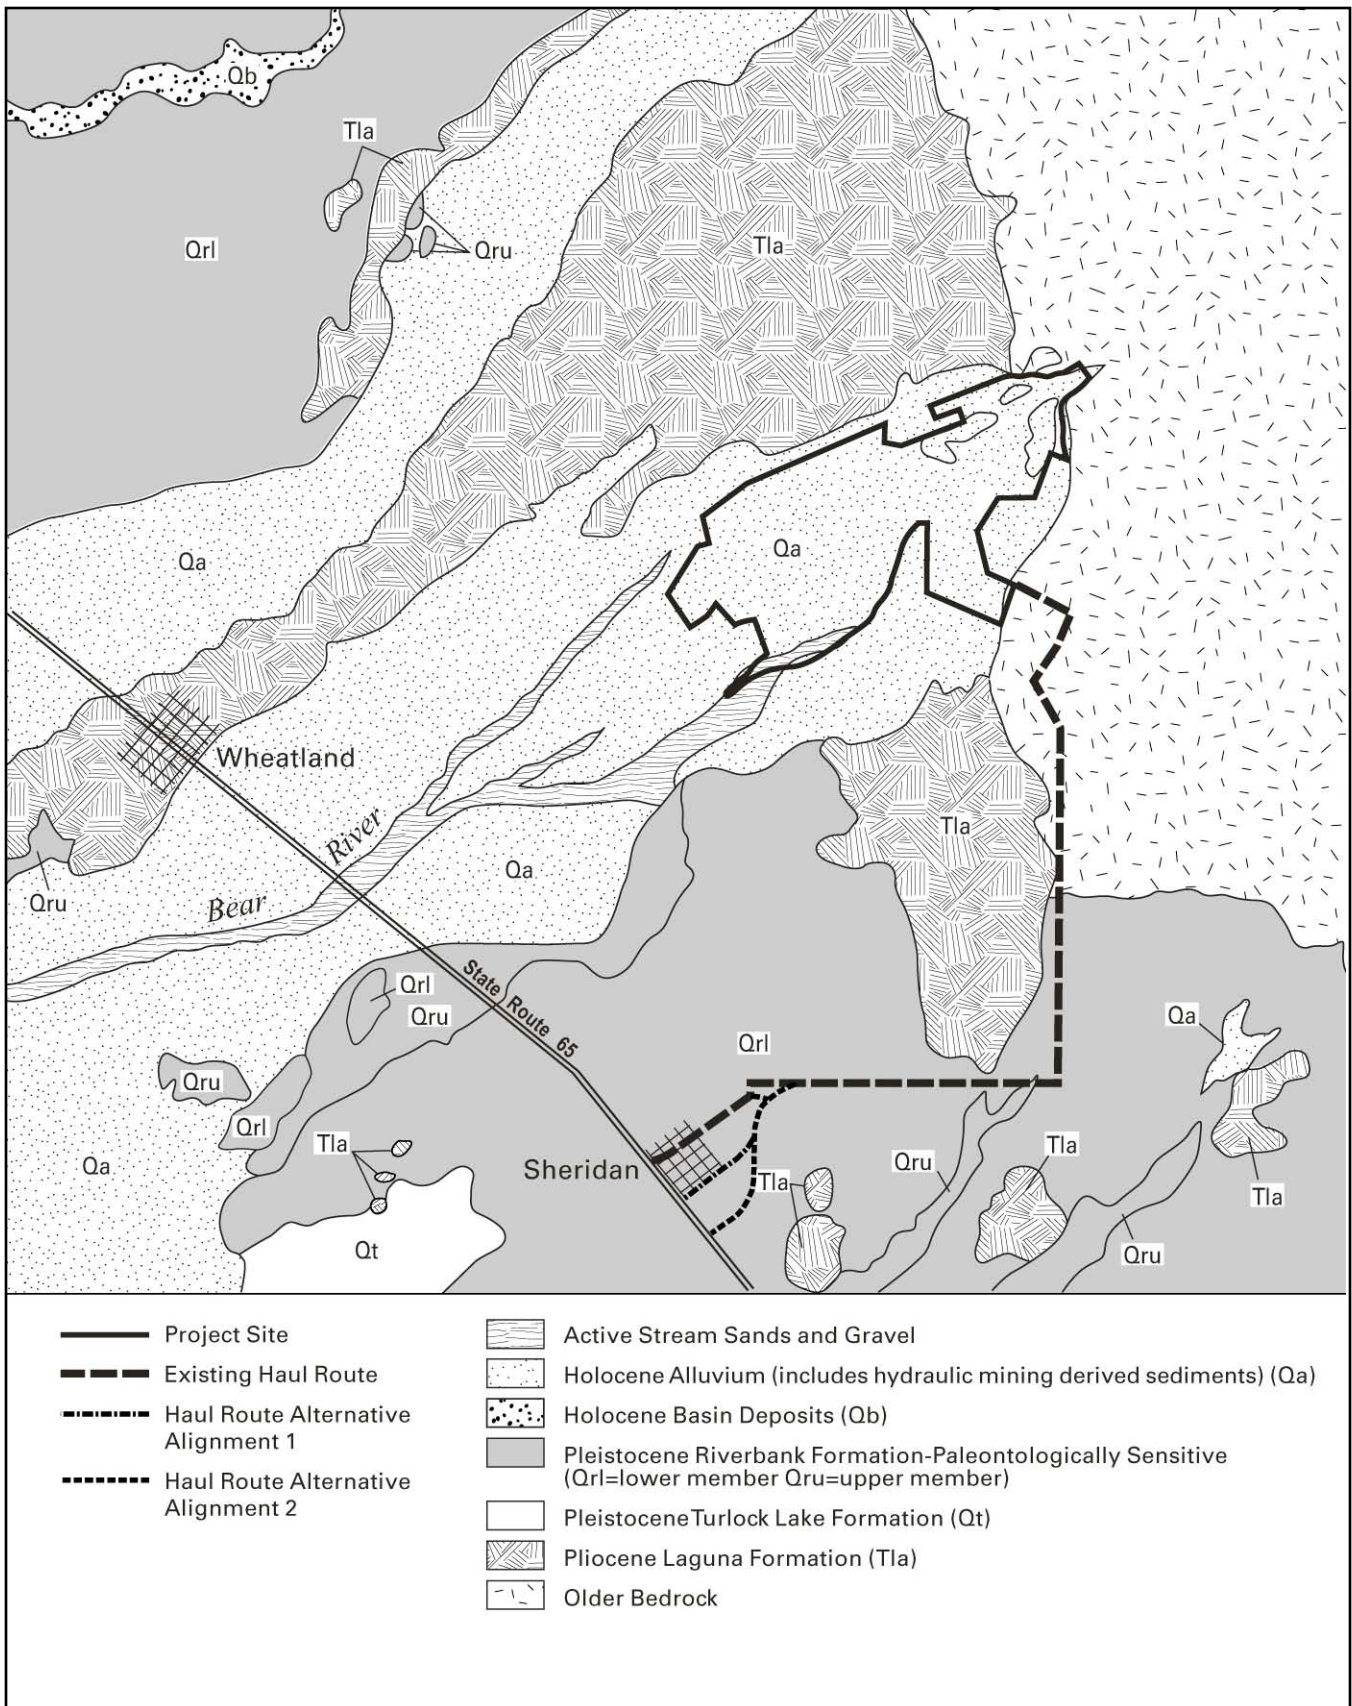 Qb
Tla
Qrl
Qru
Tla
Qa
Qa
Wheatland
River
Tla
Qa
Qru
Bear
State Route 65
Qrl
Qru
Qa
Qrl
Qru
Qrl
Tla
Sheridan
Qru
Tla
Tla
Qa
Tla
Qt
Qru
Project Site
Existing Haul Route
Haul Route Alternative
Alignment 1
Haul Route Alternative
Alignment 2
Active Stream Sands and Gravel
Holocene Alluvium (includes hydraulic mining derived sediments) (Qa)
Holocene Basin Deposits (Qb)
Pleistocene Riverbank Formation-Paleontologically Sensitive
(Qrl=lower member Qru=upper member)
Pleistocene Turlock Lake Formation (Qt)
Pliocene Laguna Formation (Tla)
Older Bedrock